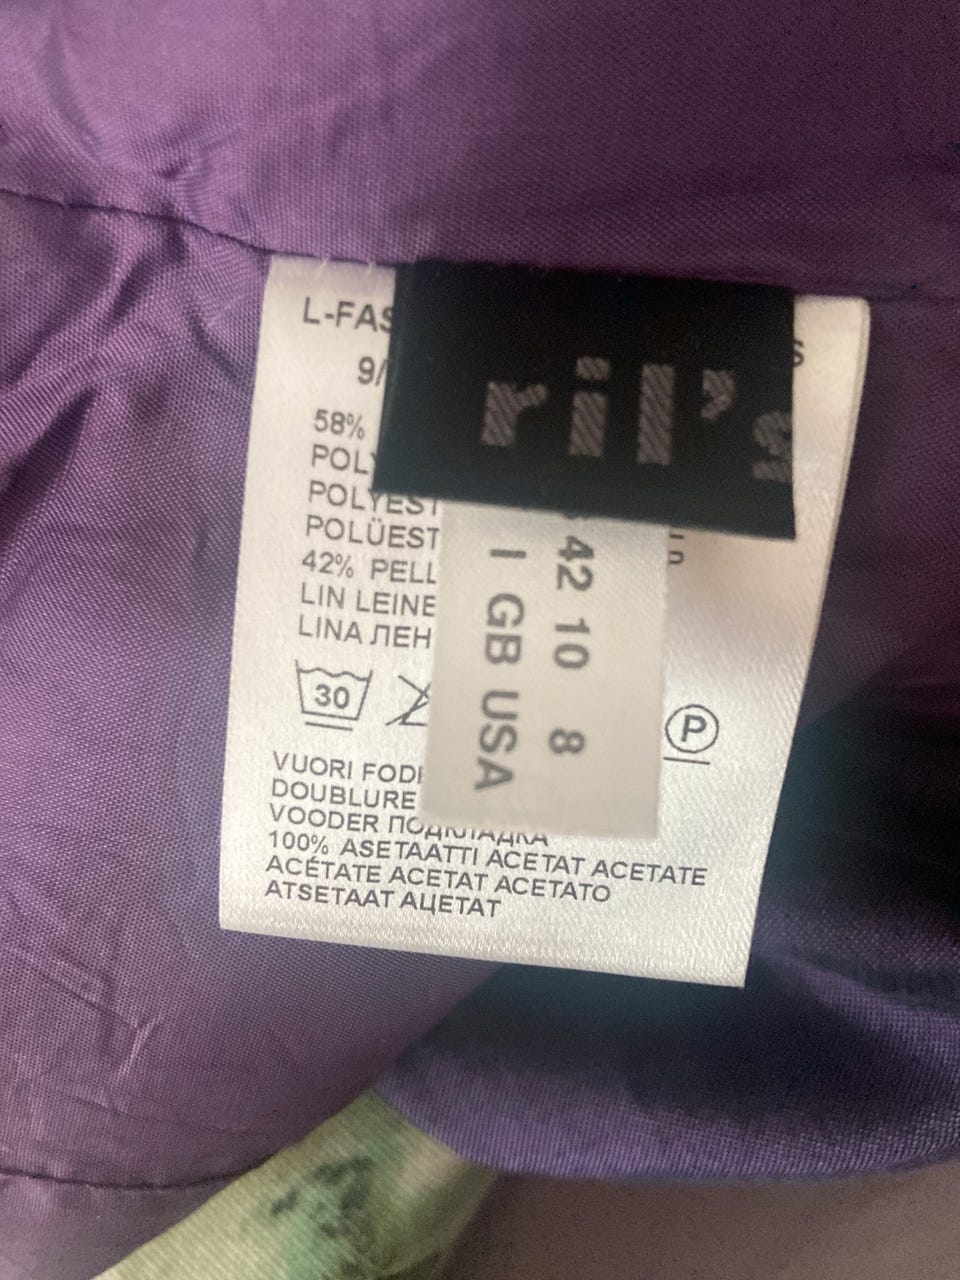 L-FAS
S
9/
ril's
58%
POLY
POLYEST
POLÜEST
P
42% PELL
LIN LEINE
LINA ЛЕН
42 10 8
I GB USA
30
P
VUORI FODE
DOUBLURE
VOODER ПОДКЛАДКА
100% ASETAATTI ACETAT ACETATE
ACÉTATE ACETAT ACETATO
ATSETAAT АЦЕТАТ